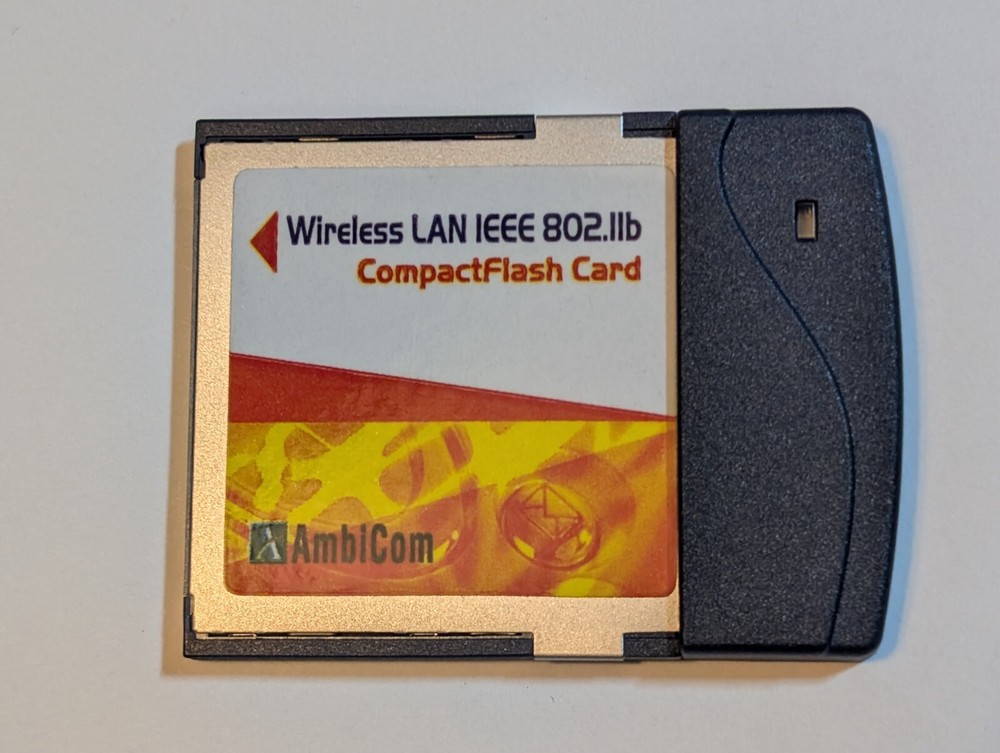 Wireless LAN IEEE 802.11b
CompactFlash Card
AmbiCom